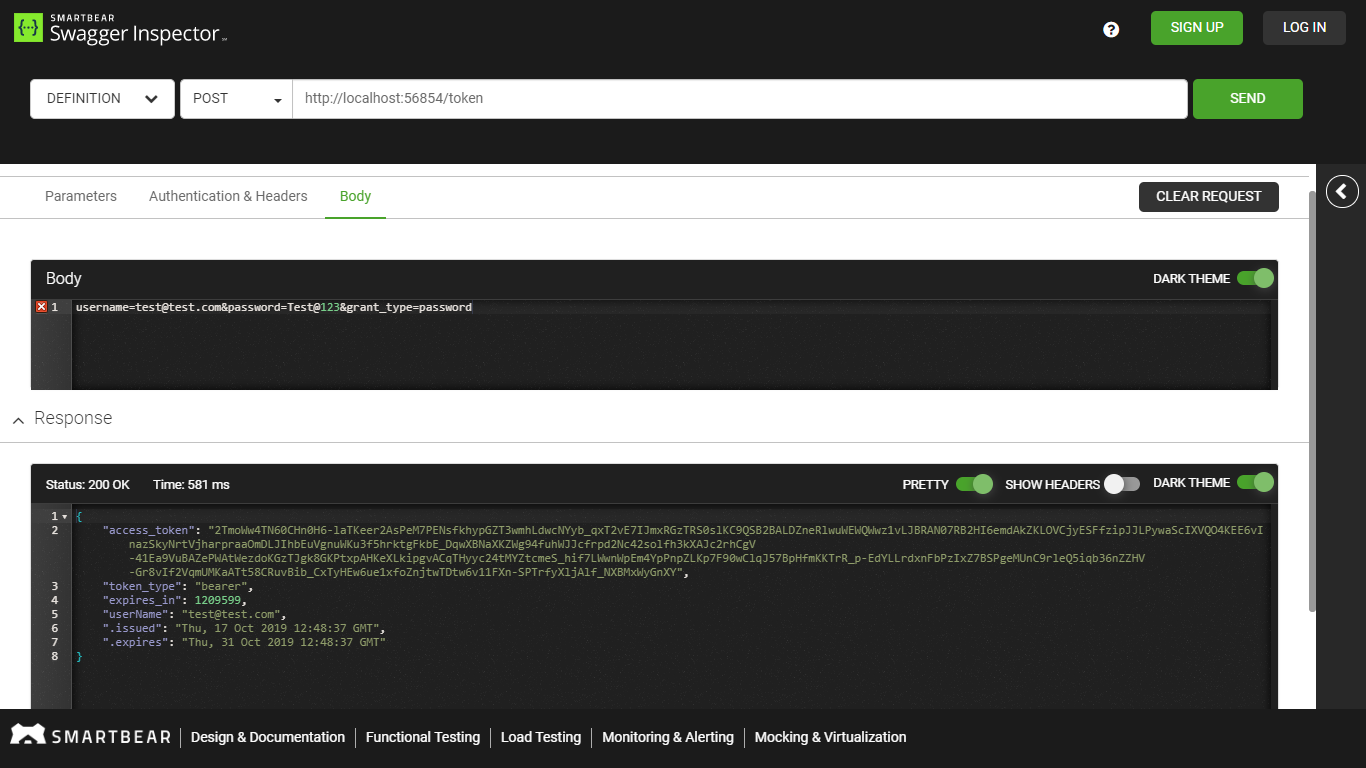 SMARTBEAR
Swagger Inspector
SIGN UP
LOG IN
DEFINITION
POST
http://localhost:56854/token
SEND
Parameters
Authentication & Headers
Body
CLEAR REQUEST
Body
DARK THEME
1 username=test@test.com&password=Test@123&grant_type=password
Response
Status: 200 OK
Time: 581 ms
PRETTY
SHOW HEADERS
DARK THEME
1 {
2 "access_token": "2TmoWw4TN60CHn0H6-laTKeer2AsPeM7PENsfkhypGZT3wmhLdwcNYyb_qxT2vE7IJmxRGzTRS0slKC9QSB2BALDZneRlwuWEWQWwz1vLJBRAN07RB2HI6emdAkZKLOVCjyESFfzipJJLPywaScIXVQO4KEE6vI
nazSkyNrtVjharpraaOmDLJIhbEuVgnuWKu3f5hrktgFkbE_DqwXBNaXKZWg94fuhWJJcfrpd2Nc42solfh3kXAJc2rhCgV
-41Ea9VuBAZePWAtWezdoKGzTJgk8GKPtxpAHKeXLkipgvACqTHyyc24tMYZtcmeS_hif7LWwnWpEm4YpPnpZLKp7F90wClqJ57BpHfmKKTrR_p-EdYLLrdxnFbPzIxZ7BSPgeMUnC9rleQ5iqb36nZZHV
-Gr8vIf2VqmUMKaATt58CRuvBib_CxTyHEw6ue1xfoZnjtwTDtw6v11FXn-SPTrfyXljAlf_NXBMxWyGnXY",
3 "token_type": "bearer",
4 "expires_in": 1209599,
5 "userName": "test@test.com",
6 ".issued": "Thu, 17 Oct 2019 12:48:37 GMT",
7 ".expires": "Thu, 31 Oct 2019 12:48:37 GMT"
8 }
SMARTBEAR
Design & Documentation
Functional Testing
Load Testing
Monitoring & Alerting
Mocking & Virtualization